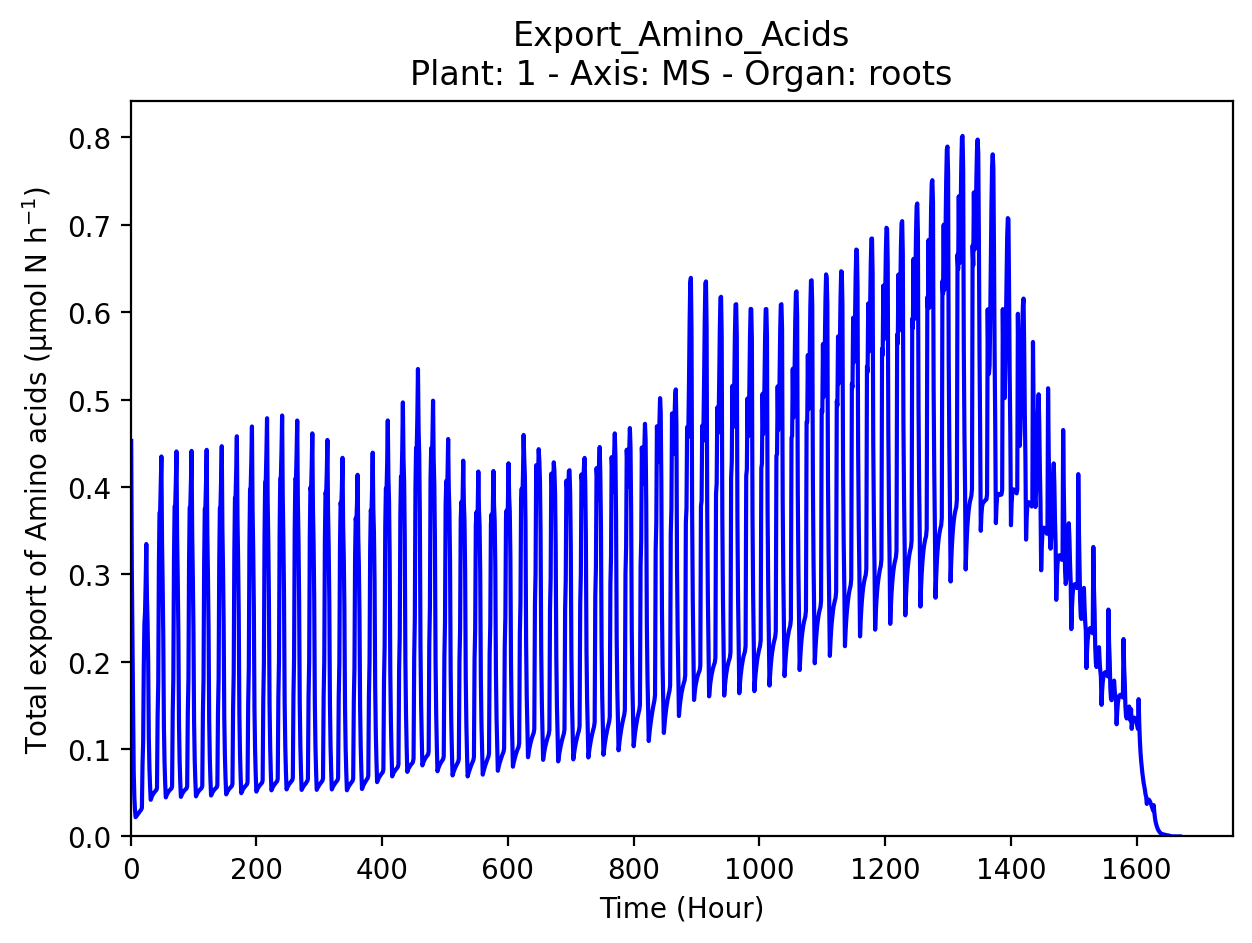 Export_Amino_Acids
Plant: 1 - Axis: MS - Organ: roots
Total export of Amino acids (µmol N h⁻¹)
0.8
0.7
0.6
0.5
0.4
0.3
0.2
0.1
0.0
0 200 400 600 800 1000 1200 1400 1600
Time (Hour)